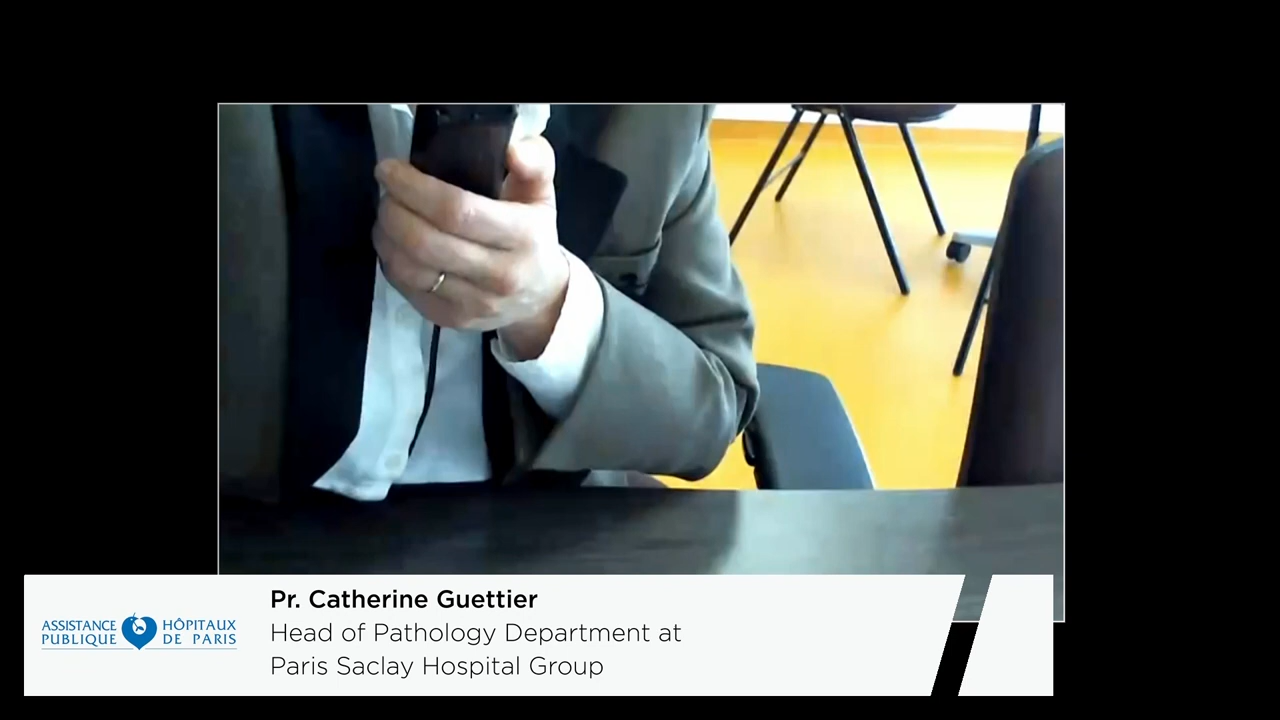 ASSISTANCE HÔPITAUX
PUBLIQUE DE PARIS
Pr. Catherine Guettier
Head of Pathology Department at
Paris Saclay Hospital Group